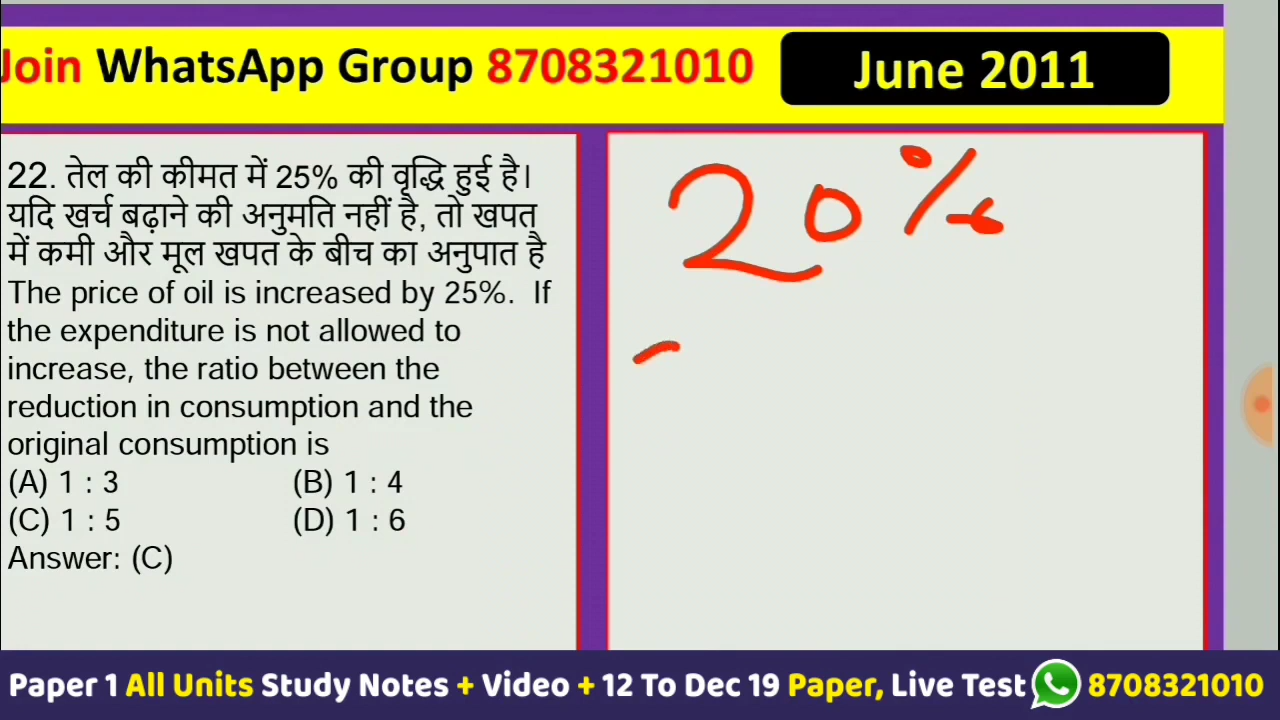 Join WhatsApp Group 8708321010
June 2011
22. तेल की कीमत में 25% की वृद्धि हुई है।
यदि खर्च बढ़ाने की अनुमति नहीं है, तो खपत
में कमी और मूल खपत के बीच का अनुपात है
The price of oil is increased by 25%. If
the expenditure is not allowed to
increase, the ratio between the
reduction in consumption and the
original consumption is
(A) 1 : 3 (B) 1 : 4
(C) 1 : 5 (D) 1 : 6
Answer: (C)
20%
Paper 1 All Units Study Notes + Video + 12 To Dec 19 Paper, Live Test 8708321010